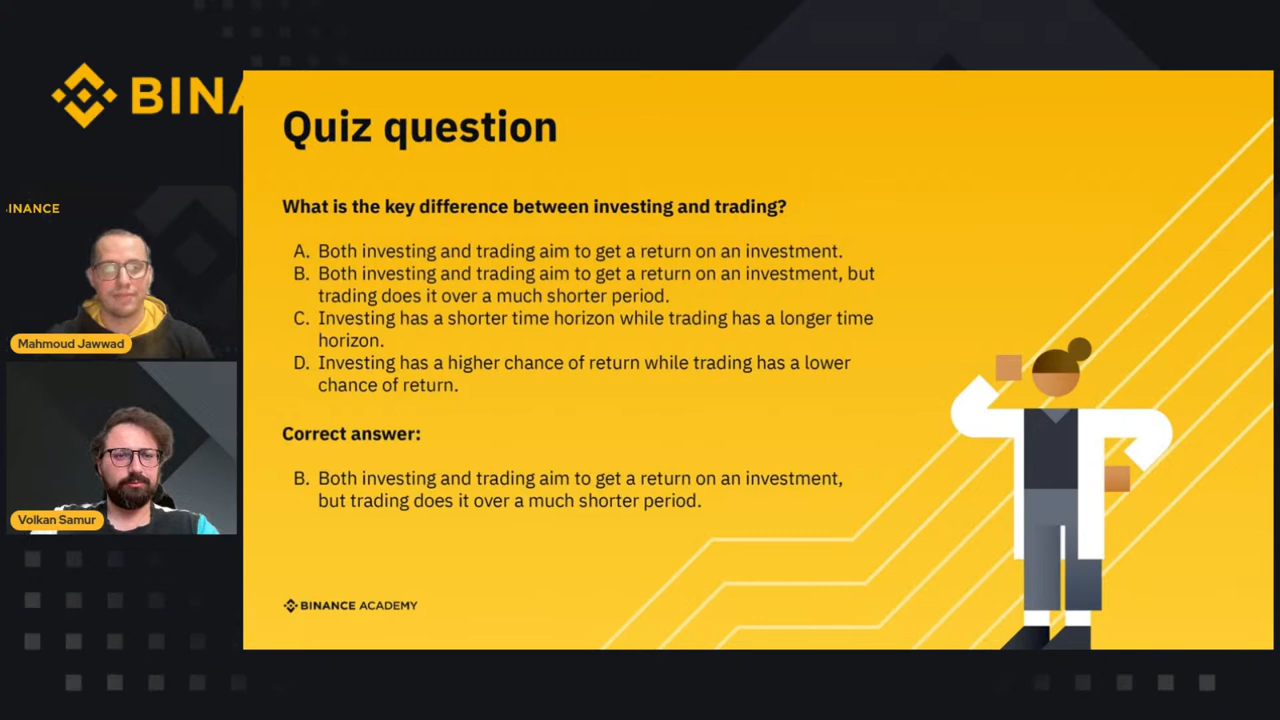 BINA
Quiz question
BINANCE
What is the key difference between investing and trading?
A. Both investing and trading aim to get a return on an investment.
B. Both investing and trading aim to get a return on an investment, but
trading does it over a much shorter period.
C. Investing has a shorter time horizon while trading has a longer time
horizon.
D. Investing has a higher chance of return while trading has a lower
chance of return.
Mahmoud Jawwad
Correct answer:
B. Both investing and trading aim to get a return on an investment,
but trading does it over a much shorter period.
Volkan Samur
BINANCE ACADEMY